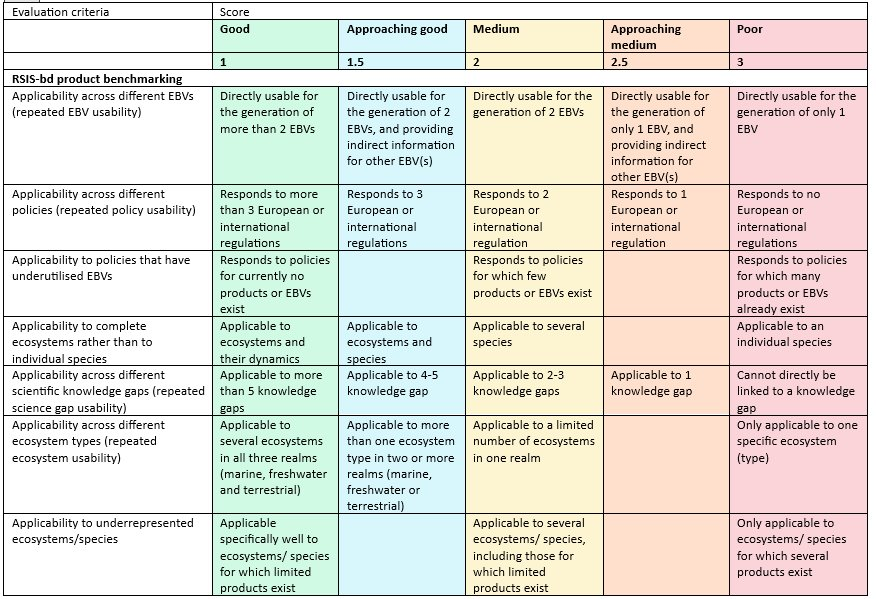 Evaluation criteria
Score
Good
Approaching good
Medium
Approaching
medium
Poor
1
1.5
2
2.5
3
RSIS-bd product benchmarking
Applicability across different EBVs
(repeated EBV usability)
Directly usable for
the generation of
more than 2 EBVs
Directly usable for
the generation of 2
EBVs, and providing
indirect information
for other EBV(s)
Directly usable for the
generation of 2 EBVs
Directly usable for
the generation of
only 1 EBV, and
providing indirect
information for
other EBV(s)
Directly usable for the
generation of only 1
EBV
Applicability across different
policies (repeated policy usability)
Responds to more
than 3 European or
international
regulations
Responds to 3
European or
international
regulations
Responds to 2
European or
international
regulation
Responds to 1
European or
international
regulation
Responds to no
European or
international
regulations
Applicability to policies that have
underutilised EBVs
Responds to policies
for currently no
products or EBVs
exist
Responds to policies
for which few
products or EBVs exist
Responds to policies
for which many
products or EBVs
already exist
Applicability to complete
ecosystems rather than to
individual species
Applicable to
ecosystems and
their dynamics
Applicable to
ecosystems and
species
Applicable to several
species
Applicable to an
individual species
Applicability across different
scientific knowledge gaps (repeated
science gap usability)
Applicable to more
than 5 knowledge
gaps
Applicable to 4-5
knowledge gap
Applicable to 2-3
knowledge gaps
Applicable to 1
knowledge gap
Cannot directly be
linked to a knowledge
gap
Applicability across different
ecosystem types (repeated
ecosystem usability)
Applicable to
several ecosystems
in all three realms
(marine, freshwater
and terrestrial)
Applicable to more
than one ecosystem
type in two or more
realms (marine,
freshwater or
terrestrial)
Applicable to a limited
number of ecosystems
in one realm
Only applicable to one
specific ecosystem
(type)
Applicability to underrepresented
ecosystems/species
Applicable
specifically well to
ecosystems/ species
for which limited
products exist
Applicable to several
ecosystems/ species,
including those for
which limited
products exist
Only applicable to
ecosystems/ species
for which several
products exist